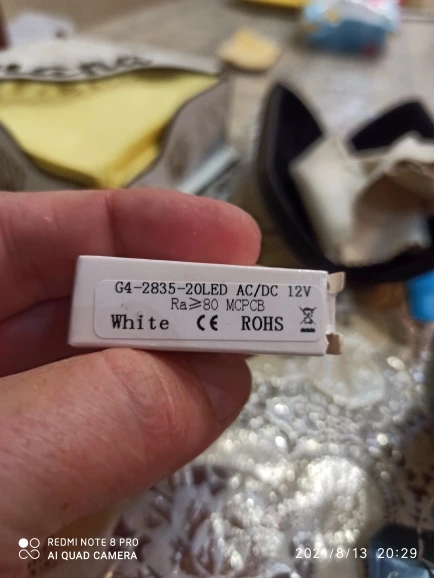 G4-2835-20LED AC/DC 12V
Ra≥80 MCPCB
White CE ROHS
REDMI NOTE 8 PRO
AI QUAD CAMERA
2021/8/13 20:29